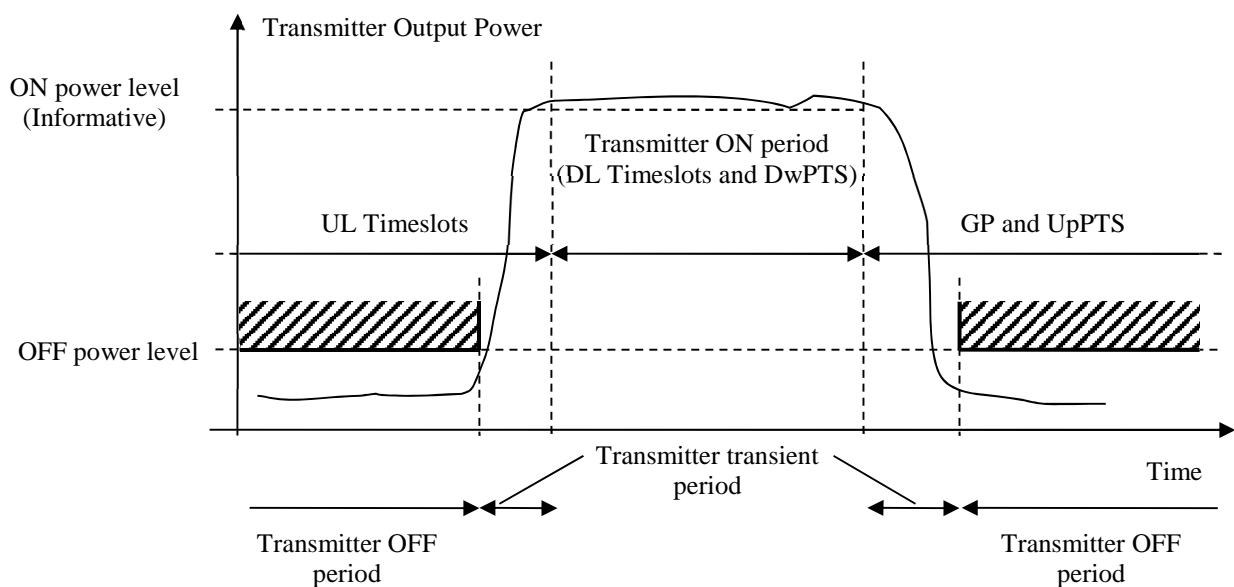 Transmitter Output Power
ON power level
(Informative)
Transmitter ON period
(DL Timeslots and DwPTS)
UL Timeslots
GP and UpPTS
OFF power level
Transmitter transient
period
Time
Transmitter OFF
period
Transmitter OFF
period